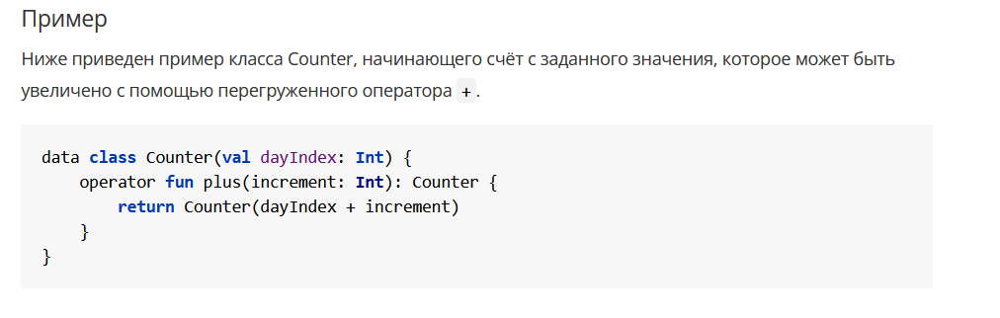 Пример
Ниже приведен пример класса Counter, начинающего счёт с заданного значения, которое может быть
увеличено с помощью перегруженного оператора +.
data class Counter(val dayIndex: Int) {
    operator fun plus(increment: Int): Counter {
        return Counter(dayIndex + increment)
    }
}